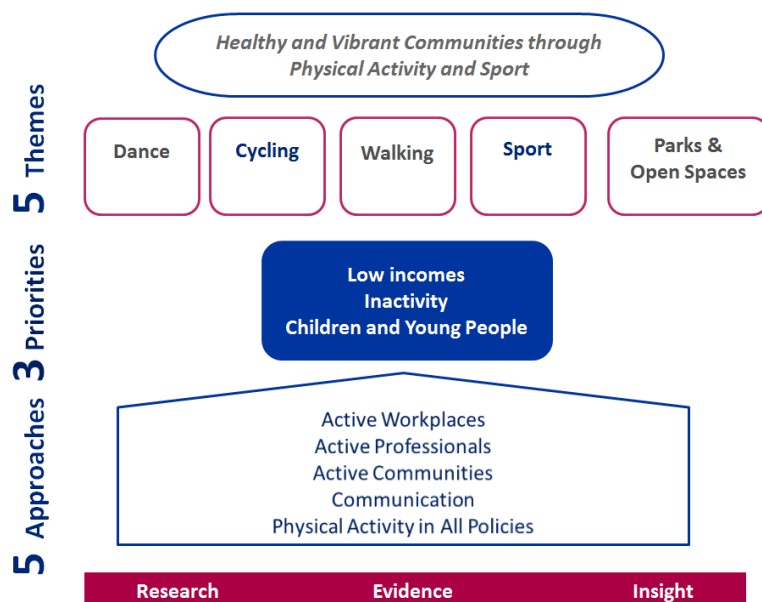 Healthy and Vibrant Communities through
Physical Activity and Sport
5 Themes
Dance
Cycling
Walking
Sport
Parks &
Open Spaces
3 Priorities
Low incomes
Inactivity
Children and Young People
5 Approaches
Active Workplaces
Active Professionals
Active Communities
Communication
Physical Activity in All Policies
Research
Evidence
Insight